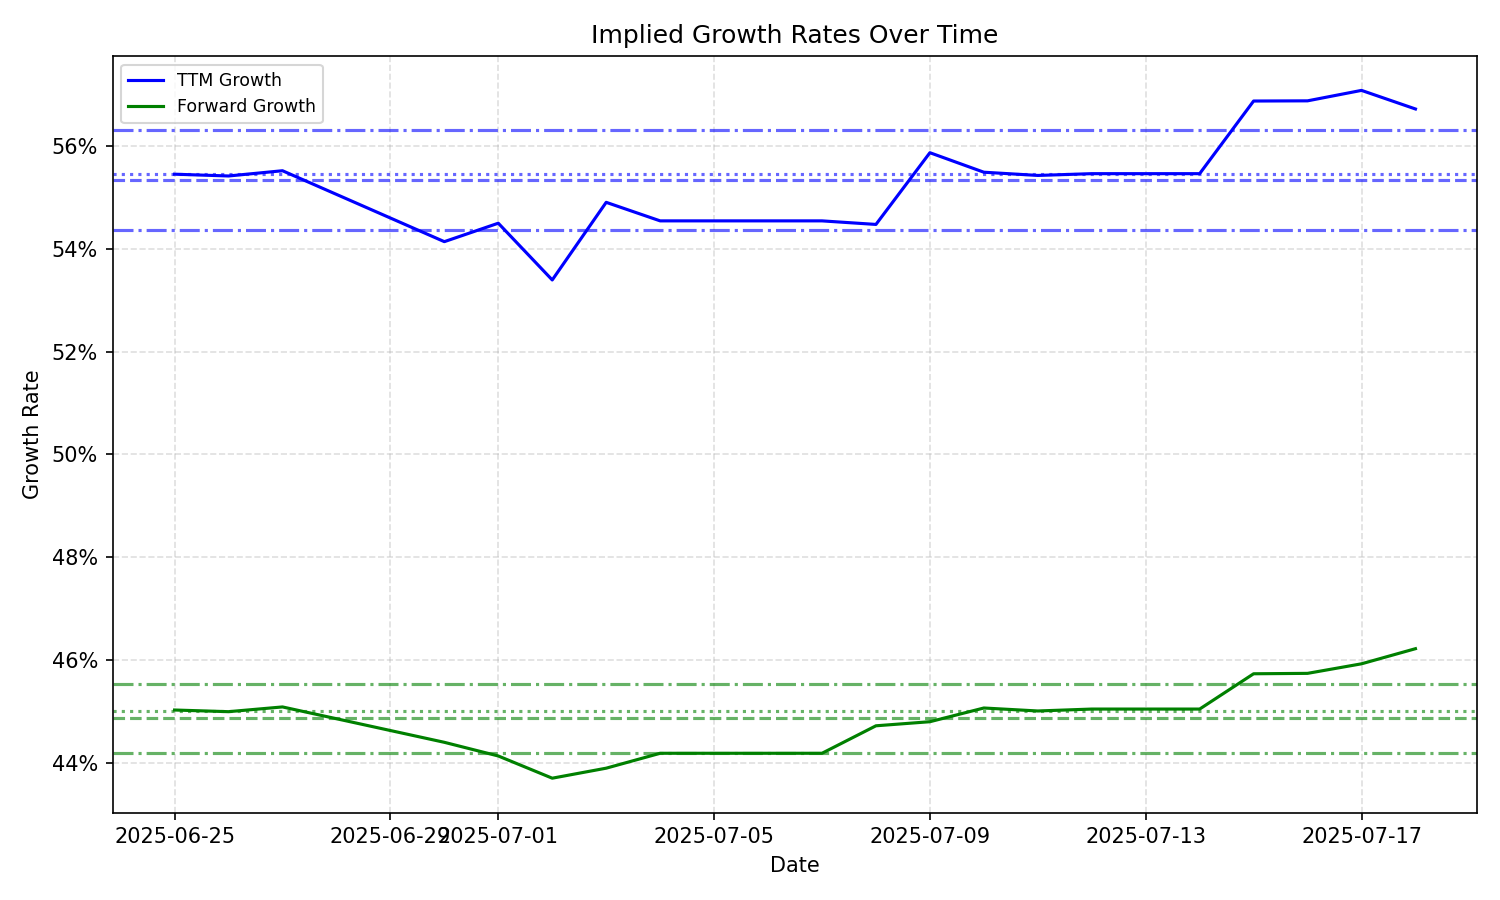 Implied Growth Rates Over Time
TTM Growth
Forward Growth
56%
54%
52%
50%
48%
46%
44%
Growth Rate
2025-06-25
2025-06-29
2025-07-01
2025-07-05
2025-07-09
2025-07-13
2025-07-17
Date